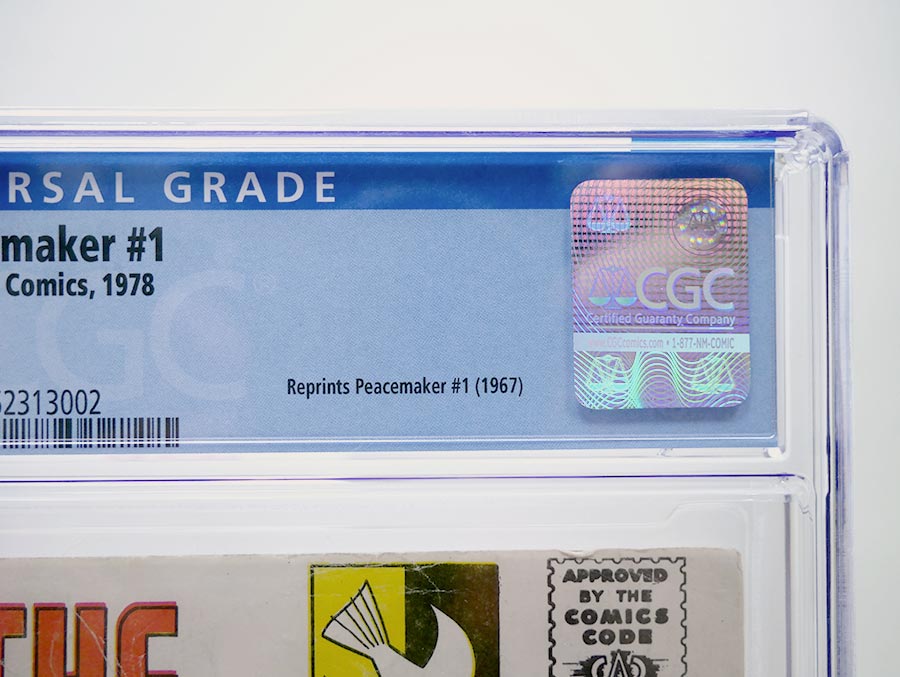 RSAL GRADE
maker #1
Comics, 1978
CGC®
52313002
Reprints Peacemaker #1 (1967)
CGC
Certified Guaranty Company
www.CGCcomics.com • 1-877-NM-COMIC
THE
APPROVED
BY THE
COMICS
CODE
A